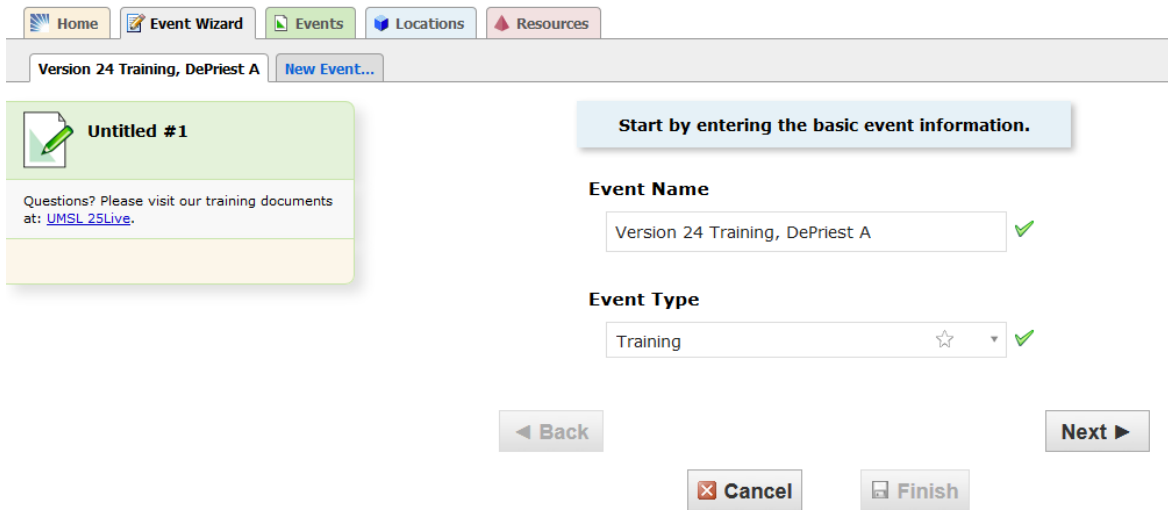 Home Event Wizard Events Locations Resources
Version 24 Training, DePriest A New Event...
Untitled #1
Questions? Please visit our training documents
at: UMSL 25Live.
Start by entering the basic event information.
Event Name
Version 24 Training, DePriest A
Event Type
Training
Back Next
Cancel Finish